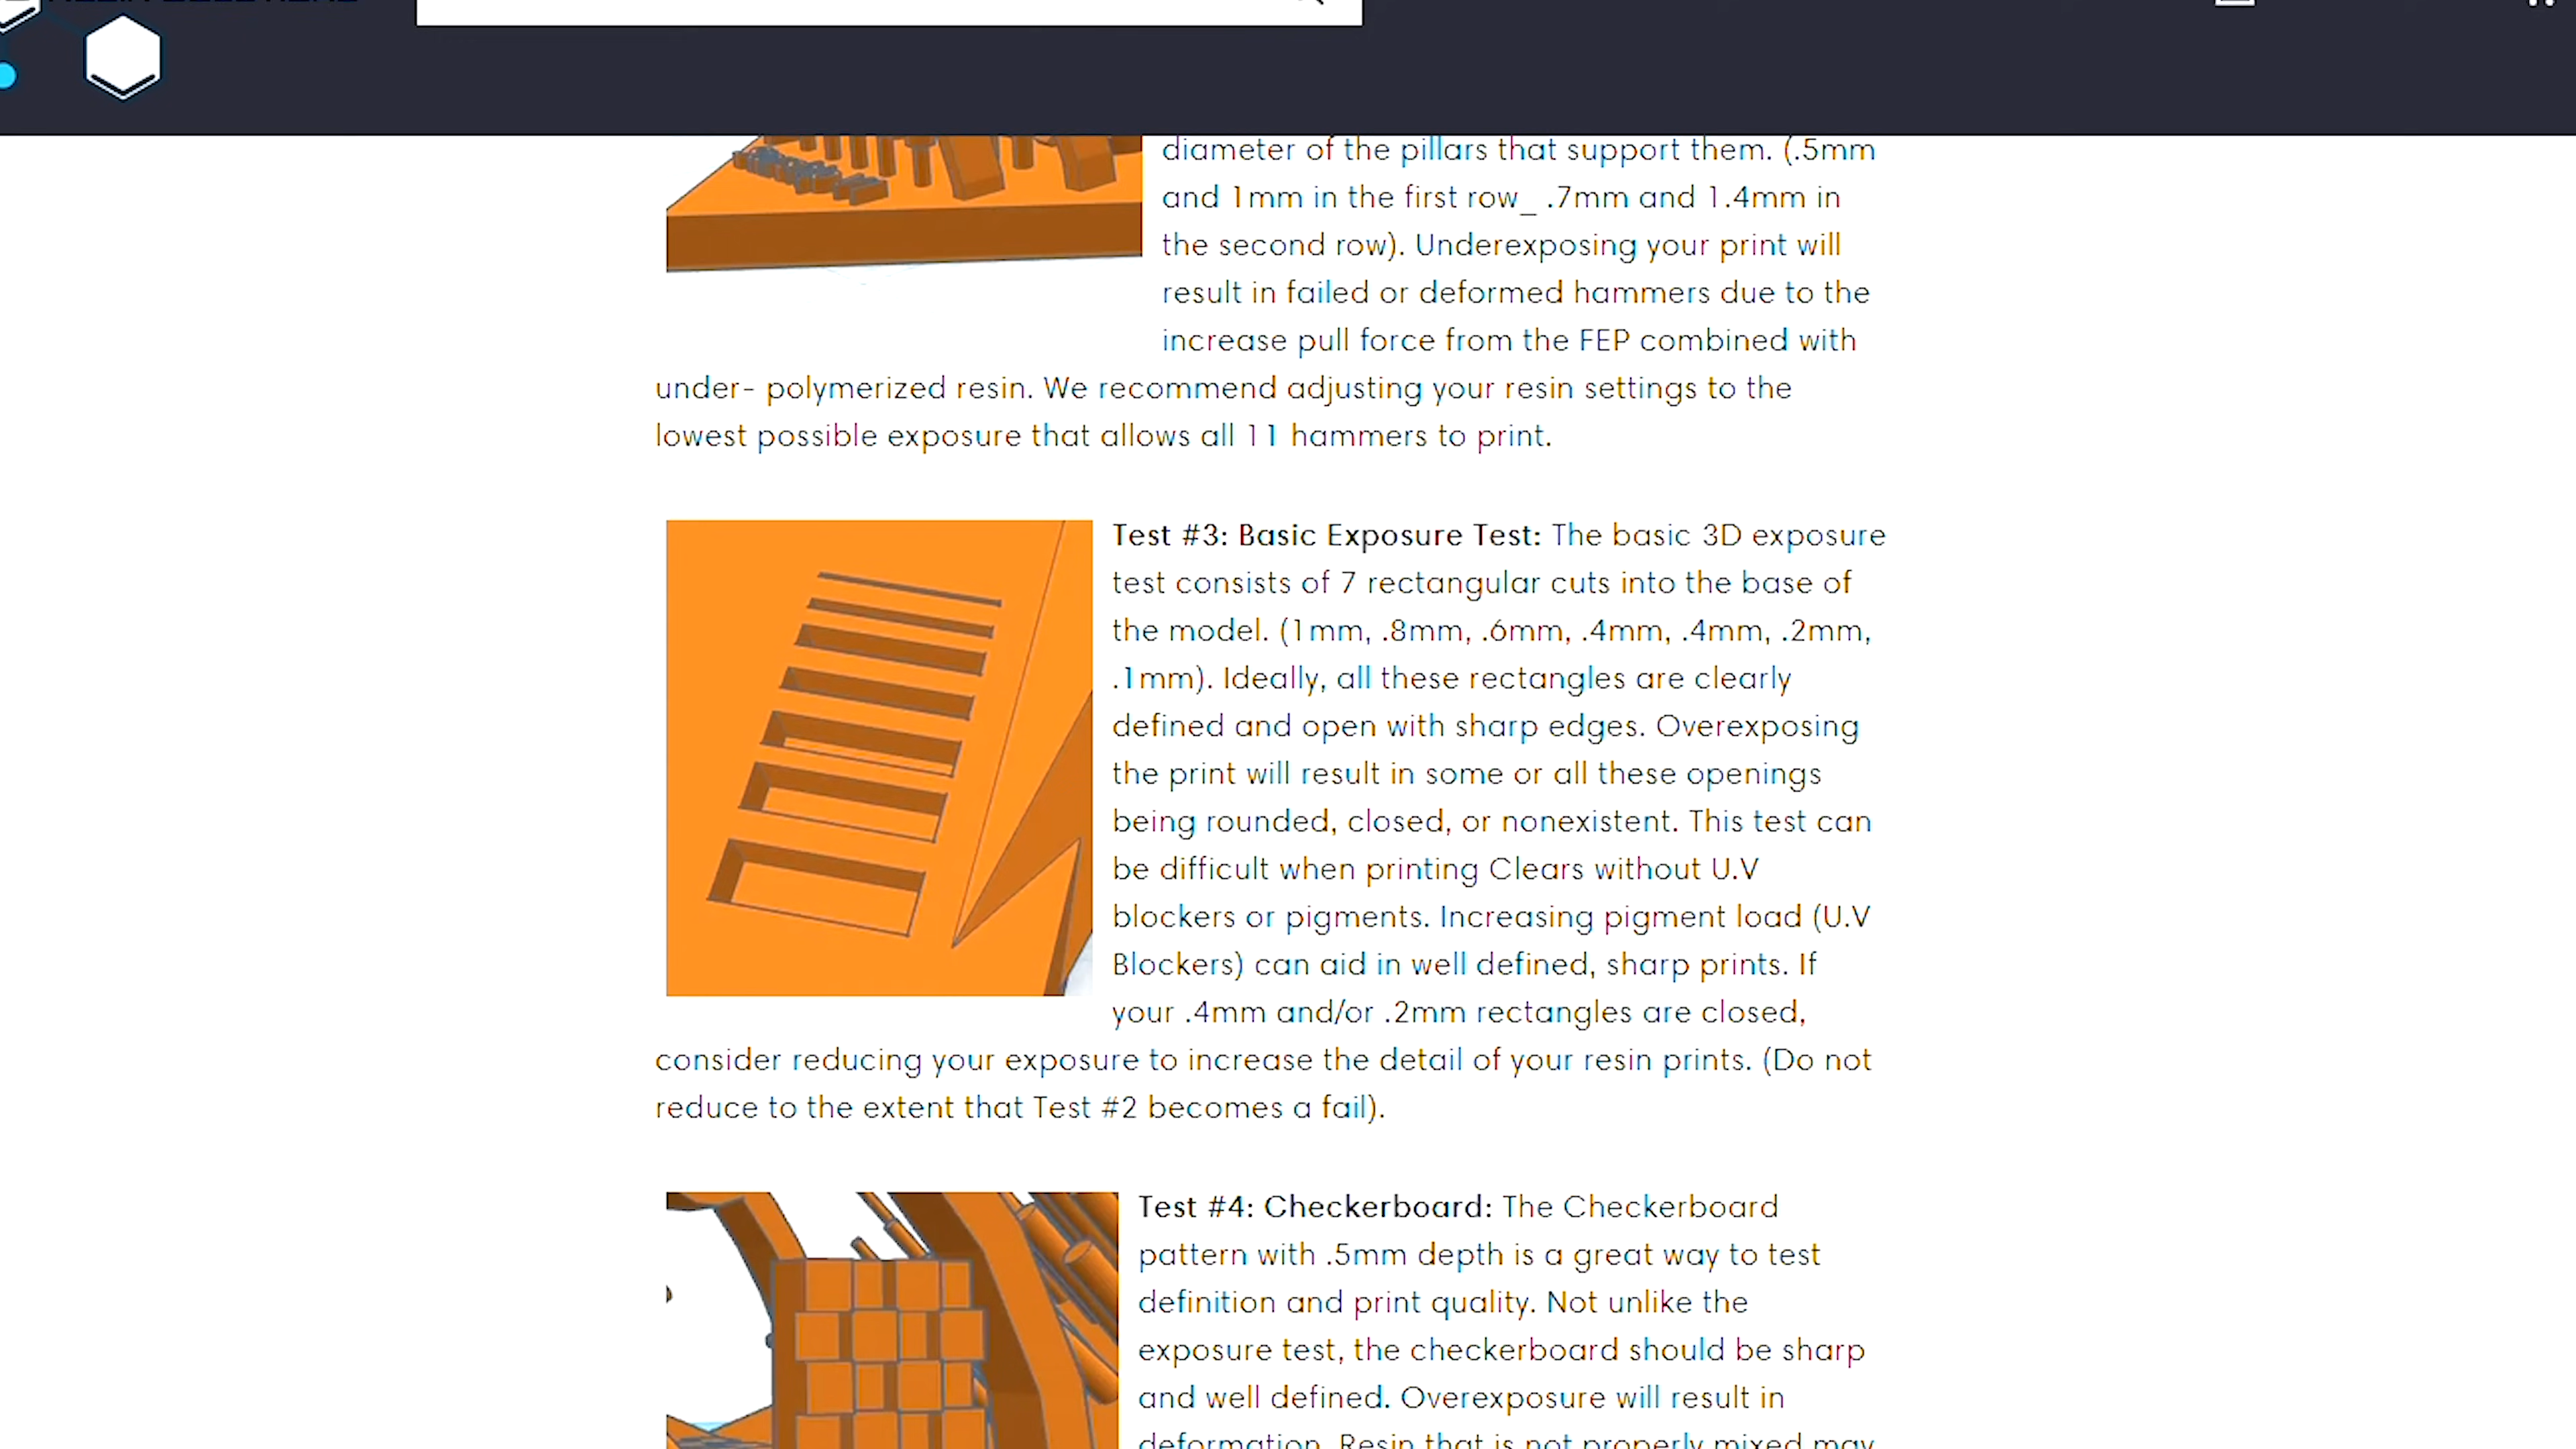 diameter of the pillars that support them. (.5mm
and 1mm in the first row_ .7mm and 1.4mm in
the second row). Underexposing your print will
result in failed or deformed hammers due to the
increase pull force from the FEP combined with
under- polymerized resin. We recommend adjusting your resin settings to the
lowest possible exposure that allows all 11 hammers to print.
Test #3: Basic Exposure Test: The basic 3D exposure
test consists of 7 rectangular cuts into the base of
the model. (1mm, .8mm, .6mm, .4mm, .4mm, .2mm,
.1mm). Ideally, all these rectangles are clearly
defined and open with sharp edges. Overexposing
the print will result in some or all these openings
being rounded, closed, or nonexistent. This test can
be difficult when printing Clears without U.V
blockers or pigments. Increasing pigment load (U.V
Blockers) can aid in well defined, sharp prints. If
your .4mm and/or .2mm rectangles are closed,
consider reducing your exposure to increase the detail of your resin prints. (Do not
reduce to the extent that Test #2 becomes a fail).
Test #4: Checkerboard: The Checkerboard
pattern with .5mm depth is a great way to test
definition and print quality. Not unlike the
exposure test, the checkerboard should be sharp
and well defined. Overexposure will result in
deformation. Resin that is not properly mixed may